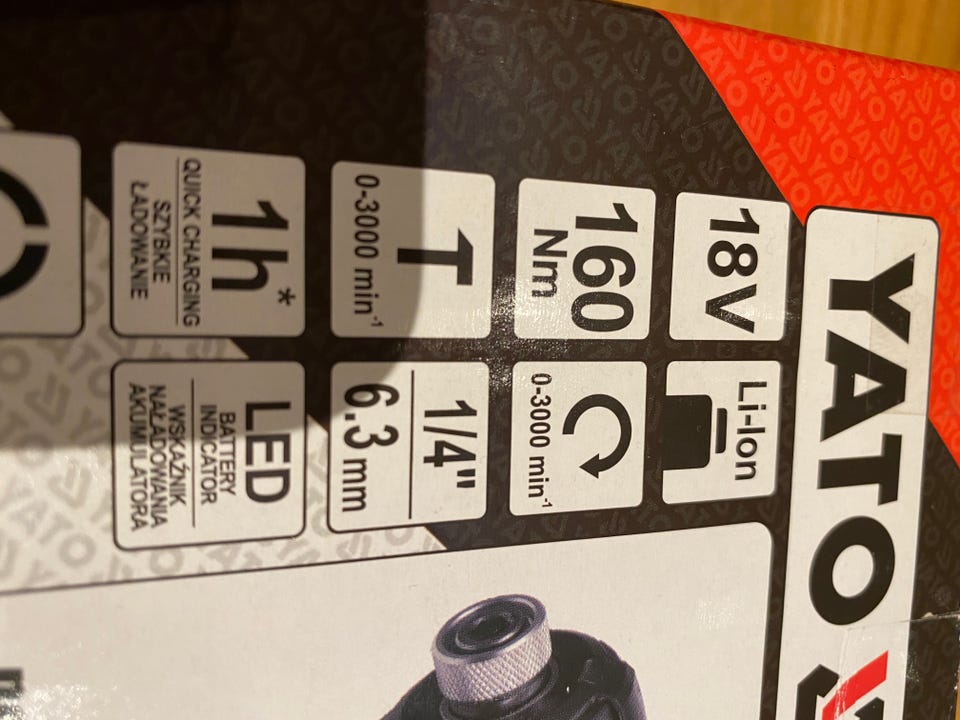 YATO
18V
Li-Ion
160
Nm
0-3000 min-1
0-3000 min-1
1/4"
6.3 mm
1h*
QUICK CHARGING
SZYBKIE
ŁADOWANIE
LED
BATTERY
INDICATOR
WSKAŹNIK
NAŁADOWANIA
AKUMULATORA